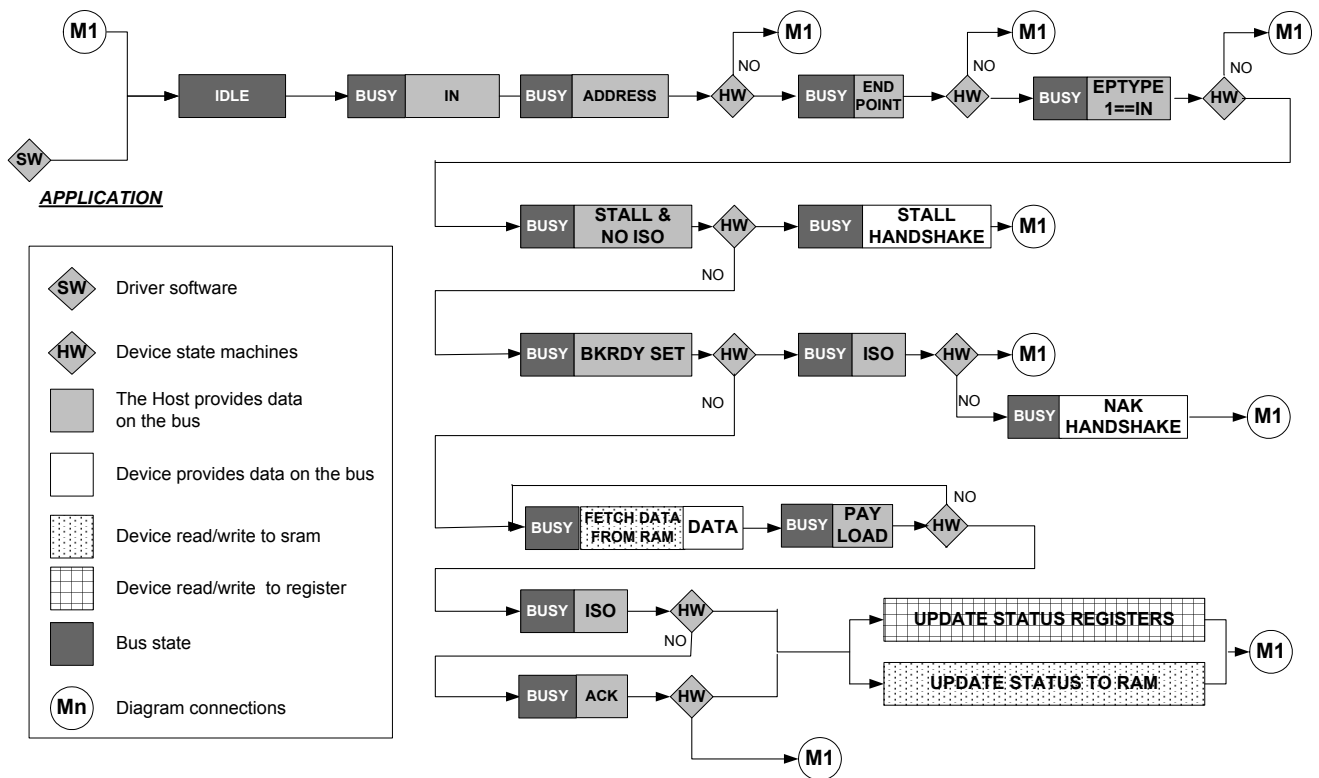 M1
M1
M1
M1
NO
NO
NO
IDLE
BUSY
IN
BUSY
ADDRESS
HW
BUSY
END
POINT
HW
BUSY
EPTYPE
1==IN
HW
SW
APPLICATION
BUSY
STALL &
NO ISO
HW
BUSY
STALL
HANDSHAKE
M1
NO
BUSY
BKRDY SET
HW
BUSY
ISO
HW
M1
NO
NO
BUSY
NAK
HANDSHAKE
M1
NO
BUSY
FETCH DATA
FROM RAM
DATA
BUSY
PAY
LOAD
HW
BUSY
ISO
HW
NO
UPDATE STATUS REGISTERS
M1
BUSY
ACK
HW
UPDATE STATUS TO RAM
M1
SW
Driver software
HW
Device state machines
The Host provides data
on the bus
Device provides data on the bus
Device read/write to sram
Device read/write to register
Bus state
Mn
Diagram connections